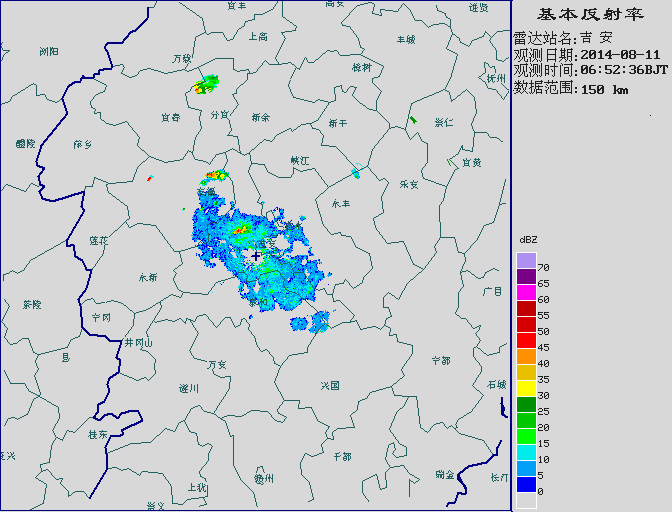 基本反射率
雷达站名:吉 安
观测日期:2014-08-11
观测时间:06:52:36BJT
数据范围:150 km
dBZ
70
65
60
55
50
45
40
35
30
25
20
15
10
5
0
宜丰
上高
丰城
浏阳
万载
樟树
抚州
宜春
分宜
新余
新干
崇仁
醴陵
萍乡
峡江
宜黄
乐安
永丰
莲花
永新
广昌
茶陵
宁冈
井冈山
万安
宁都
遂川
兴国
石城
桂东
于都
瑞金
长汀
上犹
赣州
崇义